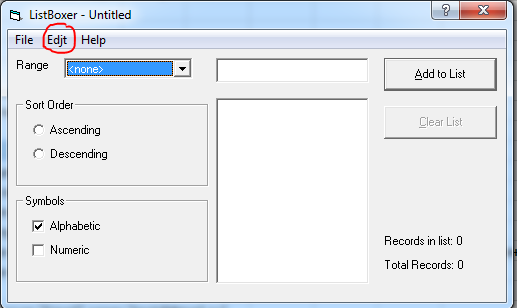 ListBoxer - Untitled
File Edjt Help
Range <none> Add to List
Sort Order
Clear List
Ascending
Descending
Symbols
Alphabetic
Numeric
Records in list: 0
Total Records: 0